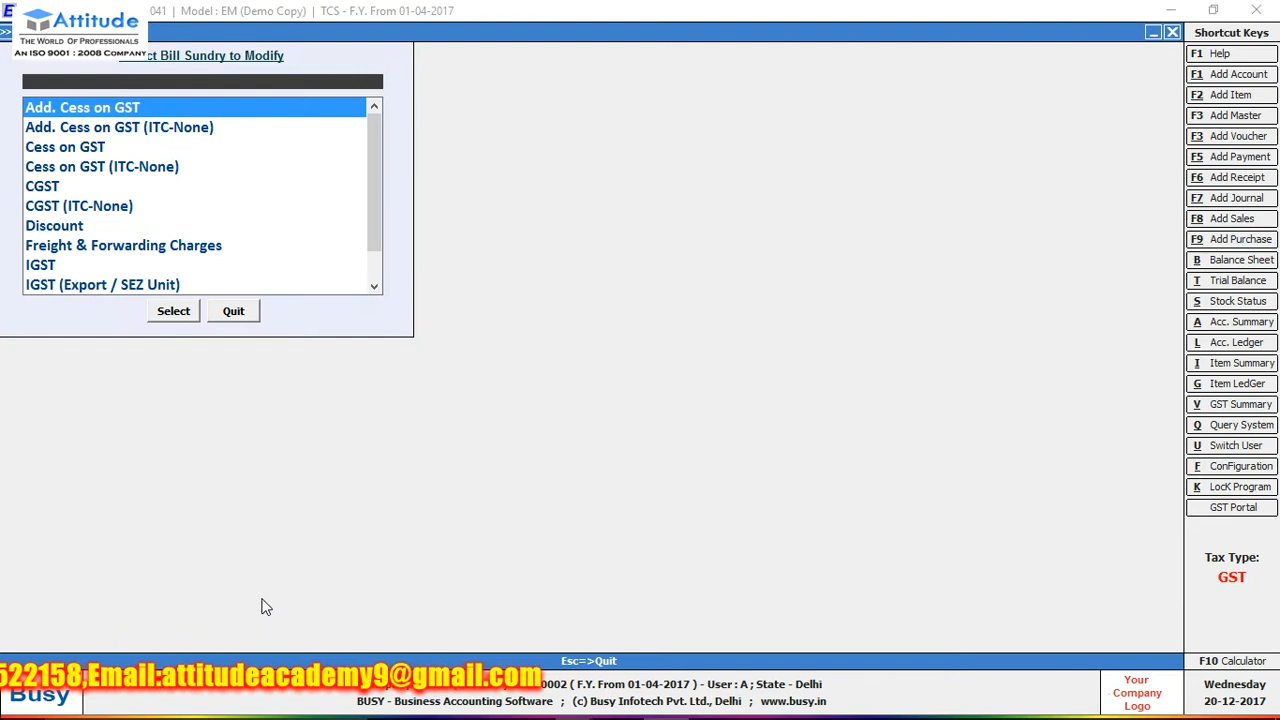 041 | Model : EM (Demo Copy) | TCS - F.Y. From 01-04-2017
Attitude
THE WORLD OF PROFESSIONALS
AN ISO 9001 : 2008 COMPANY
Bill Sundry to Modify
Add. Cess on GST
Add. Cess on GST (ITC-None)
Cess on GST
Cess on GST (ITC-None)
CGST
CGST (ITC-None)
Discount
Freight & Forwarding Charges
IGST
IGST (Export / SEZ Unit)
Select
Quit
Shortcut Keys
F1 Help
F1 Add Account
F2 Add Item
F3 Add Master
F3 Add Voucher
F5 Add Payment
F6 Add Receipt
F7 Add Journal
F8 Add Sales
F9 Add Purchase
B Balance Sheet
T Trial Balance
S Stock Status
A Acc. Summary
L Acc. Ledger
I Item Summary
G Item LedGer
V GST Summary
Q Query System
U Switch User
F ConFiguration
K LocK Program
GST Portal
Tax Type:
GST
Esc=>Quit
F10 Calculator
522158,Email:attitudeacademy9@gmail.com
Busy
0002 ( F.Y. From 01-04-2017 ) - User : A ; State - Delhi
BUSY - Business Accounting Software ; (c) Busy Infotech Pvt. Ltd., Delhi ; www.busy.in
Your
Company
Logo
Wednesday
20-12-2017